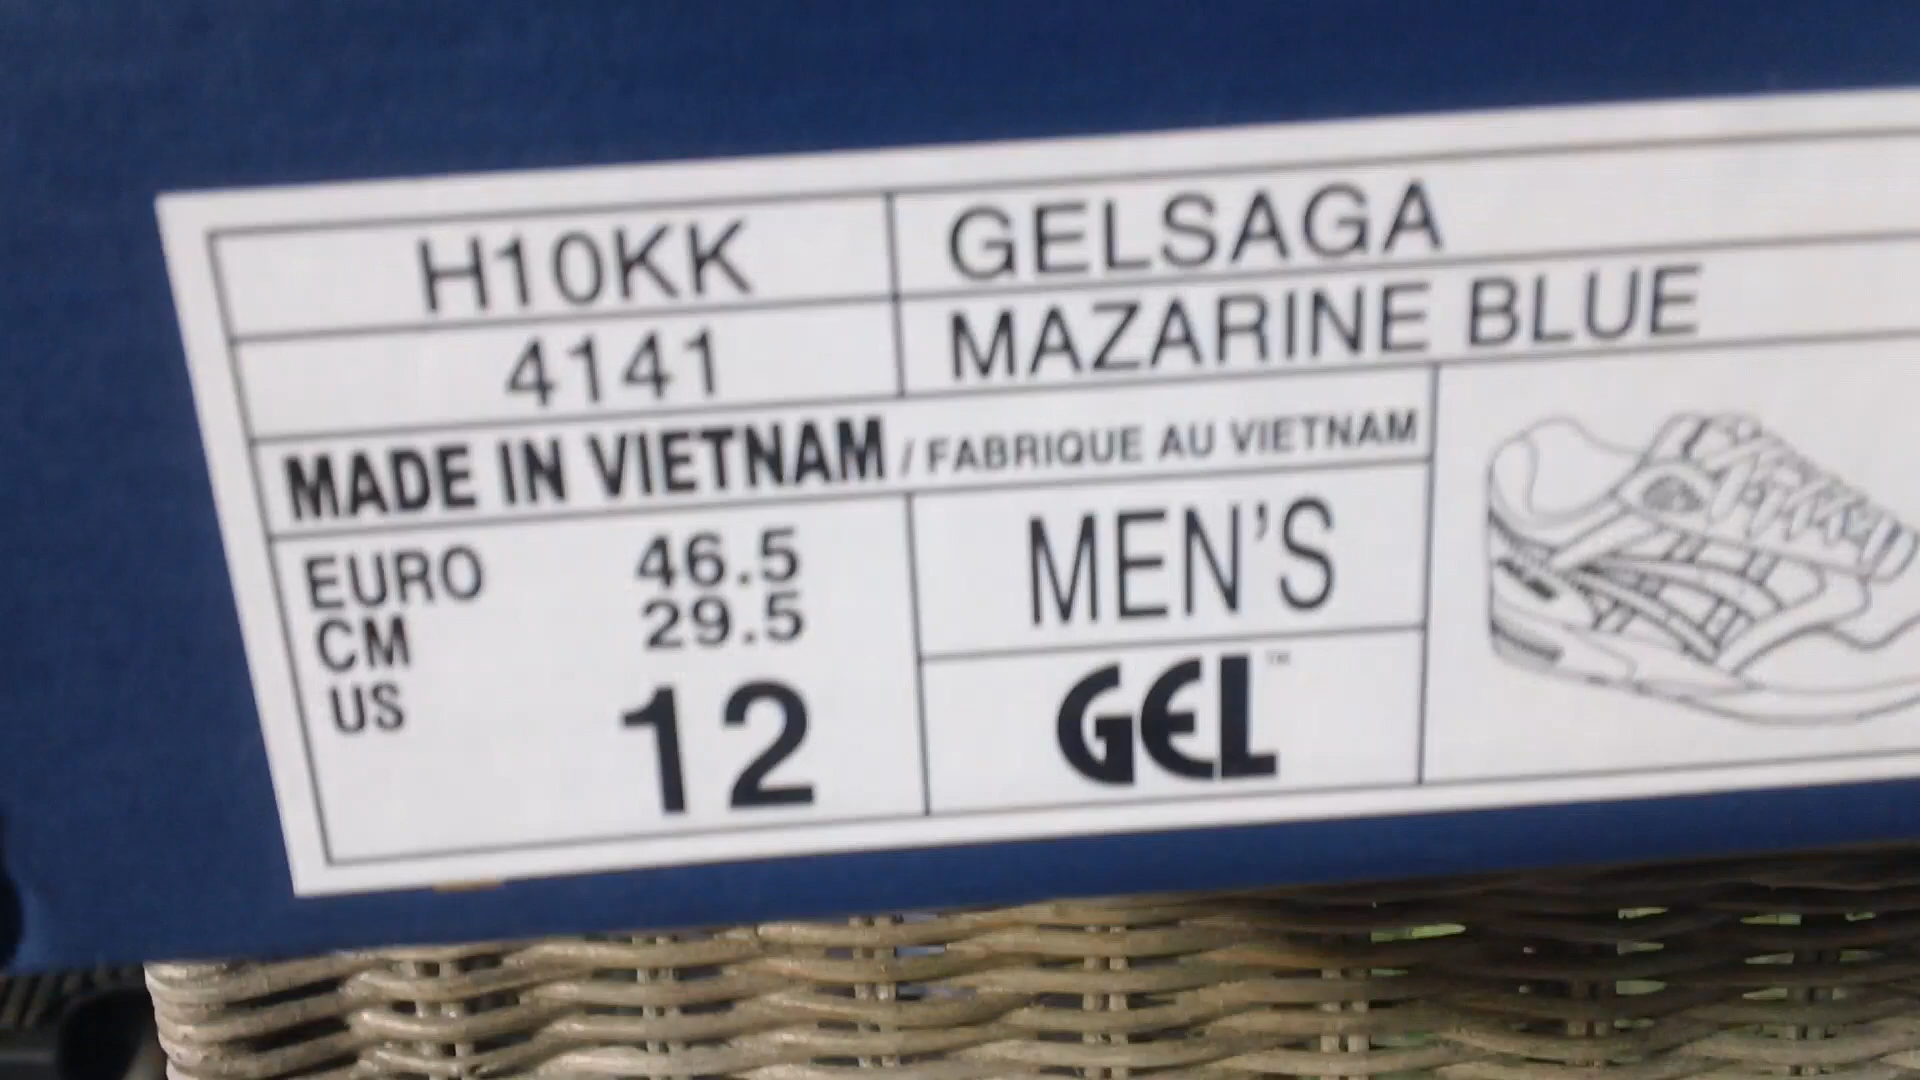 H10KK
GELSAGA
4141
MAZARINE BLUE
MADE IN VIETNAM / FABRIQUE AU VIETNAM
EURO 46.5
CM 29.5
US 12
MEN'S
GEL™